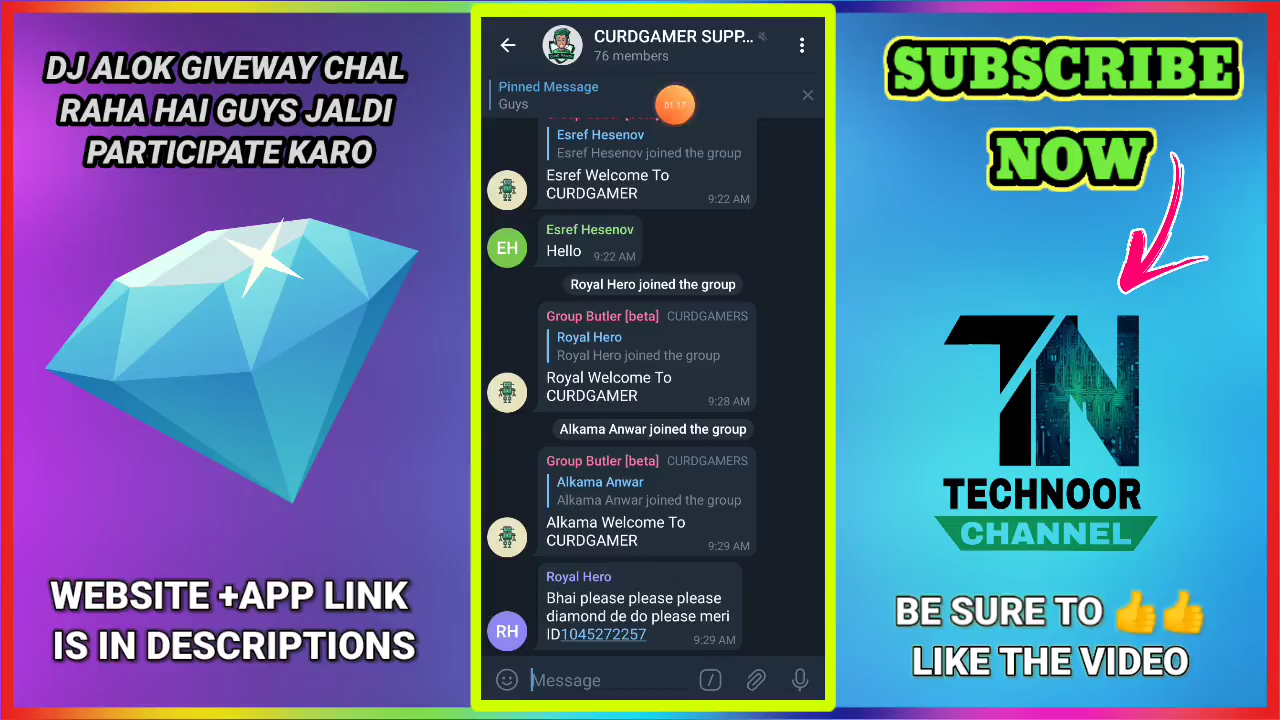 DJ ALOK GIVEWAY CHAL
RAHA HAI GUYS JALDI
PARTICIPATE KARO
WEBSITE +APP LINK
IS IN DESCRIPTIONS
CURDGAMER SUPP...
76 members
Pinned Message
Guys
01:17
Group Butler [beta]
Esref Hesenov
Esref Hesenov joined the group
Esref Welcome To
CURDGAMER
9:22 AM
Esref Hesenov
EH
Hello
9:22 AM
Royal Hero joined the group
Group Butler [beta] CURDGAMERS
Royal Hero
Royal Hero joined the group
Royal Welcome To
CURDGAMER
9:28 AM
Alkama Anwar joined the group
Group Butler [beta] CURDGAMERS
Alkama Anwar
Alkama Anwar joined the group
Alkama Welcome To
CURDGAMER
9:29 AM
Royal Hero
Bhai please please please
diamond de do please meri
RH
ID1045272257
9:29 AM
Message
SUBSCRIBE
NOW
TN
TECHNOOR
CHANNEL
BE SURE TO 👍👍
LIKE THE VIDEO